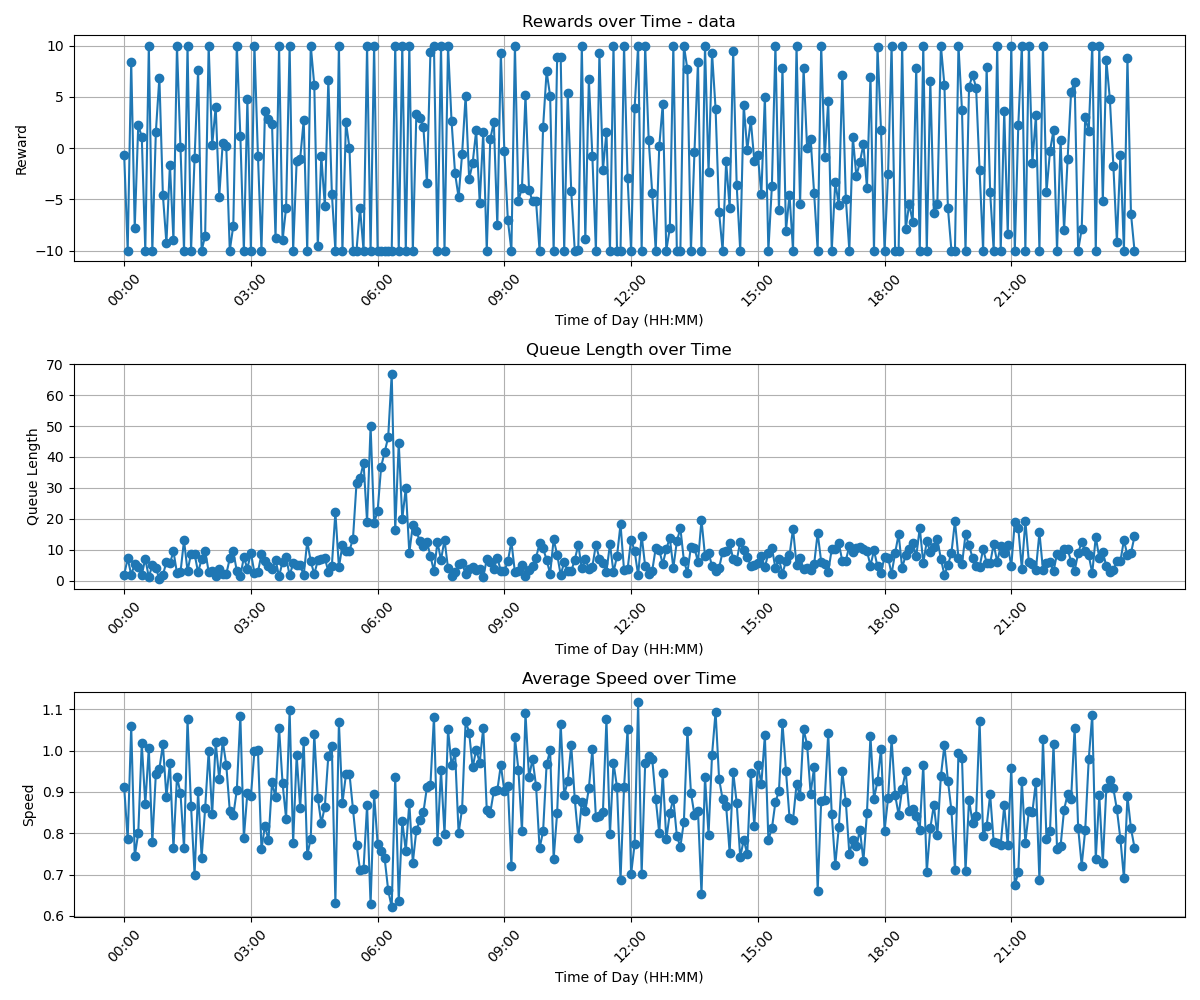 Rewards over Time - data
10
5
0
−5
−10
Reward
00:00 03:00 06:00 09:00 12:00 15:00 18:00 21:00
Time of Day (HH:MM)
Queue Length over Time
70
60
50
40
30
20
10
0
Queue Length
00:00 03:00 06:00 09:00 12:00 15:00 18:00 21:00
Time of Day (HH:MM)
Average Speed over Time
1.1
1.0
0.9
0.8
0.7
0.6
Speed
00:00 03:00 06:00 09:00 12:00 15:00 18:00 21:00
Time of Day (HH:MM)